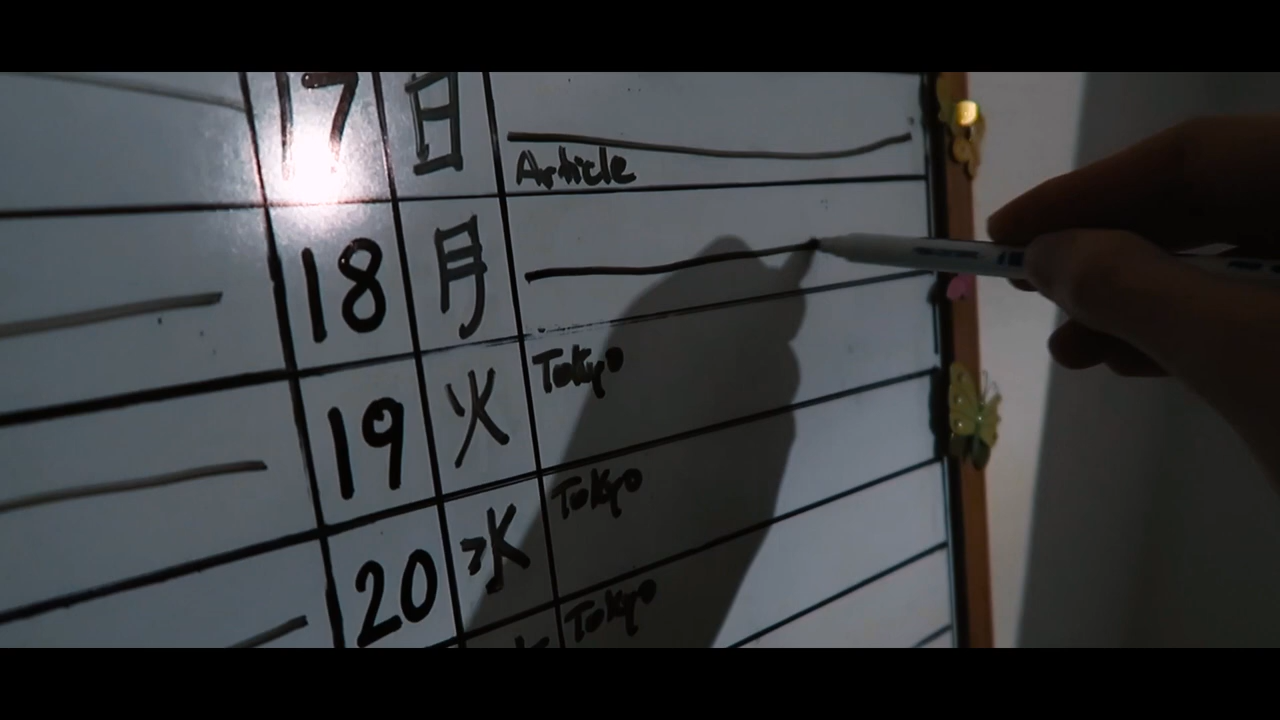 17 日 Article
18 月
19 火 Tokyo
20 水 Tokyo
Tokyo